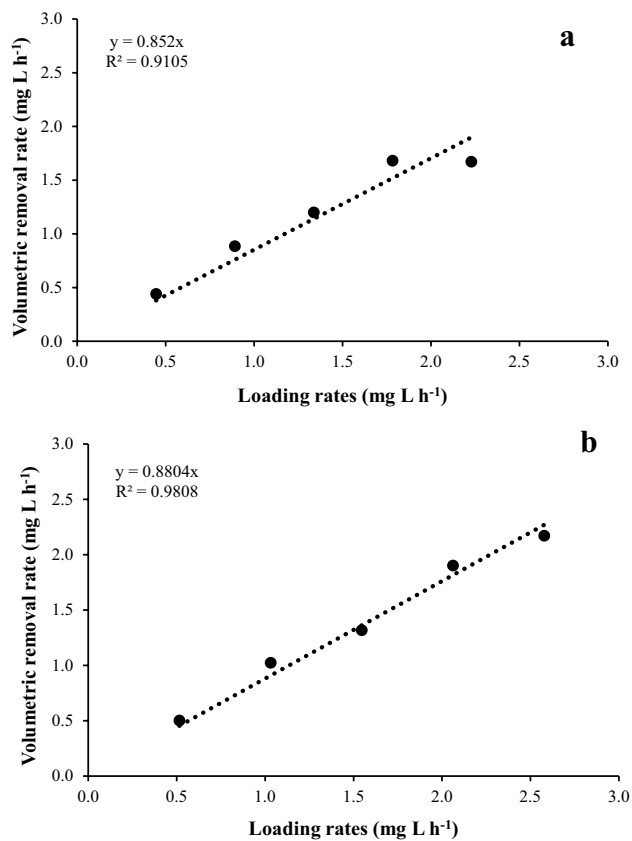 a
y = 0.852x
R² = 0.9105
Volumetric removal rate (mg L h⁻¹)
3.0
2.5
2.0
1.5
1.0
0.5
0.0
0.0 0.5 1.0 1.5 2.0 2.5 3.0
Loading rates (mg L h⁻¹)
b
y = 0.8804x
R² = 0.9808
Volumetric removal rate (mg L h⁻¹)
3.0
2.5
2.0
1.5
1.0
0.5
0.0
0.0 0.5 1.0 1.5 2.0 2.5 3.0
Loading rates (mg L h⁻¹)